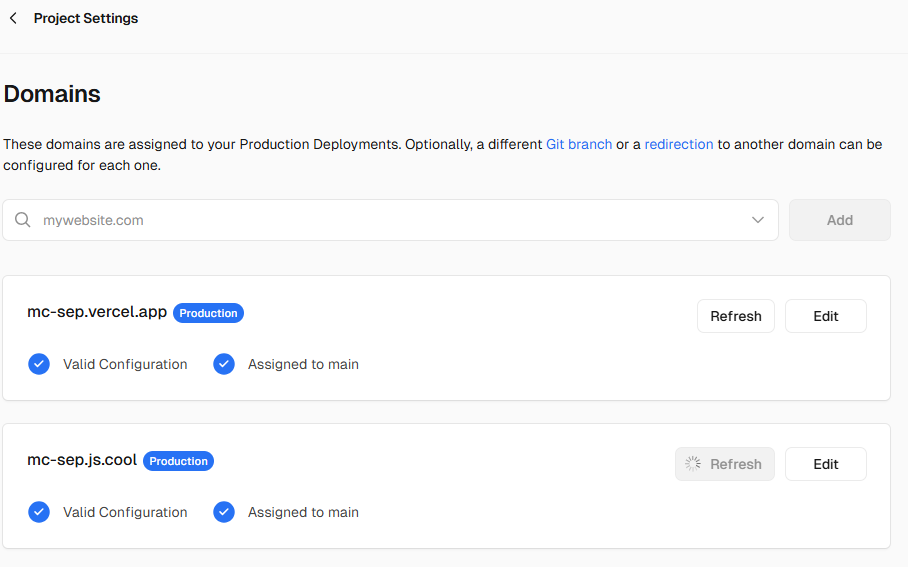 Project Settings
Domains
These domains are assigned to your Production Deployments. Optionally, a different Git branch or a redirection to another domain can be
configured for each one.
mywebsite.com
Add
mc-sep.vercel.app Production
Refresh
Edit
Valid Configuration
Assigned to main
mc-sep.js.cool Production
Refresh
Edit
Valid Configuration
Assigned to main